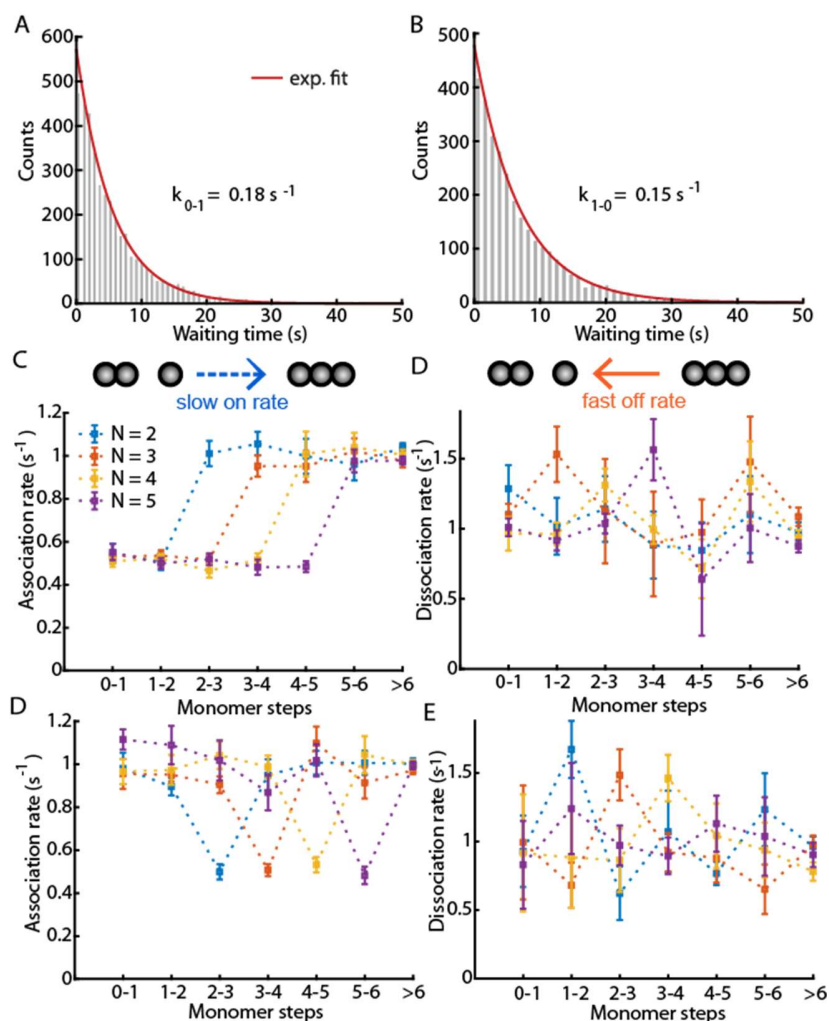 A
600
500
400
300
200
100
0
Counts
exp. fit
k0-1 = 0.18 s-1
0 10 20 30 40 50
Waiting time (s)
B
500
400
300
200
100
0
Counts
k1-0 = 0.15 s-1
0 10 20 30 40 50
Waiting time (s)
C
slow on rate
1.2
1
0.8
0.6
0.4
0.2
0
Association rate (s-1)
N = 2
N = 3
N = 4
N = 5
0-1 1-2 2-3 3-4 4-5 5-6 >6
Monomer steps
D
fast off rate
1.5
1
0.5
0
Dissociation rate (s-1)
0-1 1-2 2-3 3-4 4-5 5-6 >6
Monomer steps
D
1.2
1
0.8
0.6
0.4
0.2
0
Association rate (s-1)
0-1 1-2 2-3 3-4 4-5 5-6 >6
Monomer steps
E
1.5
1
0.5
0
Dissociation rate (s-1)
0-1 1-2 2-3 3-4 4-5 5-6 >6
Monomer steps